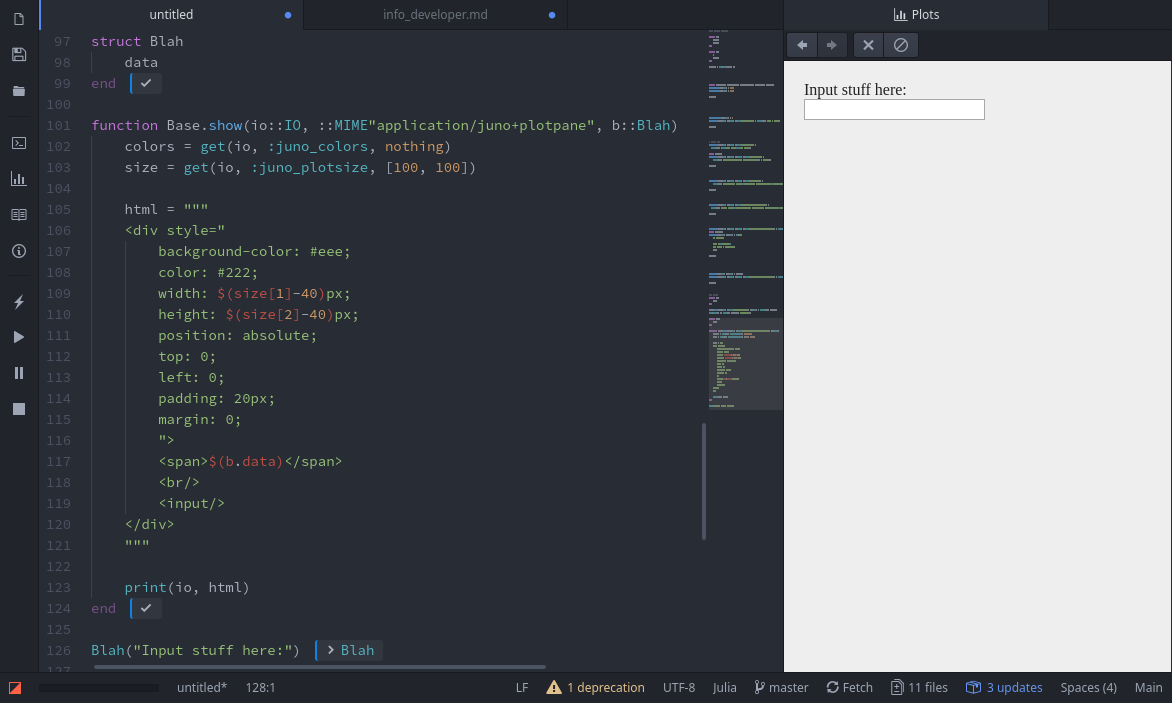 untitled
info_developer.md
Plots
97 struct Blah
98     data
99 end
100
101 function Base.show(io::IO, ::MIME"application/juno+plotpane", b::Blah)
102     colors = get(io, :juno_colors, nothing)
103     size = get(io, :juno_plotsize, [100, 100])
104
105     html = """
106     <div style="
107         background-color: #eee;
108         color: #222;
109         width: $(size[1]-40)px;
110         height: $(size[2]-40)px;
111         position: absolute;
112         top: 0;
113         left: 0;
114         padding: 20px;
115         margin: 0;
116         ">
117         <span>$(b.data)</span>
118         <br/>
119         <input/>
120     </div>
121     """
122
123     print(io, html)
124 end
125
126 Blah("Input stuff here:") > Blah
127
Input stuff here:
untitled* 128:1 LF 1 deprecation UTF-8 Julia master Fetch 11 files 3 updates Spaces (4) Main